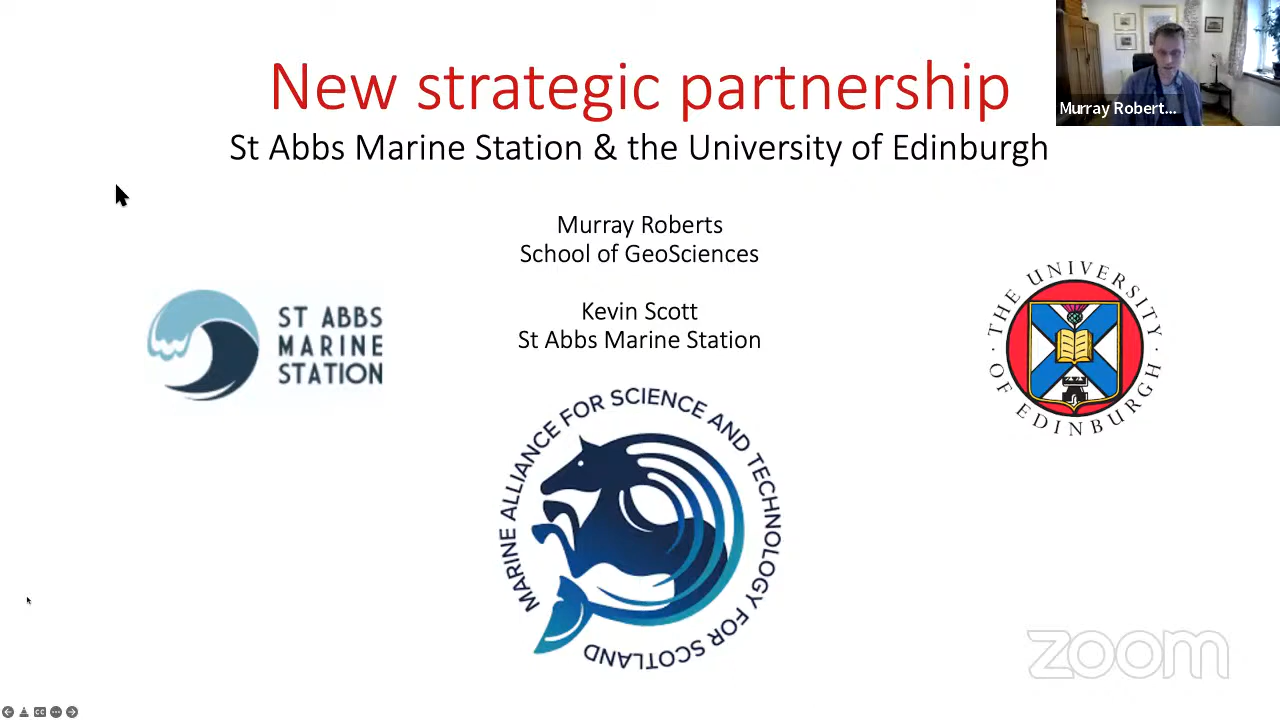 New strategic partnership
St Abbs Marine Station & the University of Edinburgh
Murray Robert...
Murray Roberts
School of GeoSciences
Kevin Scott
St Abbs Marine Station
ST ABBS
MARINE
STATION
· THE UNIVERSITY ·
OF EDINBURGH
MARINE ALLIANCE FOR SCIENCE AND TECHNOLOGY FOR SCOTLAND
zoom
CC